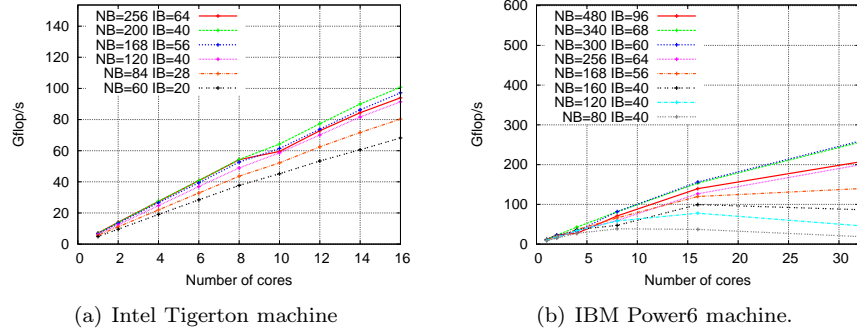 NB=256 IB=64
NB=200 IB=40
NB=168 IB=56
NB=120 IB=40
NB=84 IB=28
NB=60 IB=20
Gflop/s
140
120
100
80
60
40
20
0
0 2 4 6 8 10 12 14 16
Number of cores
(a) Intel Tigerton machine
NB=480 IB=96
NB=340 IB=68
NB=300 IB=60
NB=256 IB=64
NB=168 IB=56
NB=160 IB=40
NB=120 IB=40
NB=80 IB=40
Gflop/s
600
500
400
300
200
100
0
0 5 10 15 20 25 30
Number of cores
(b) IBM Power6 machine.